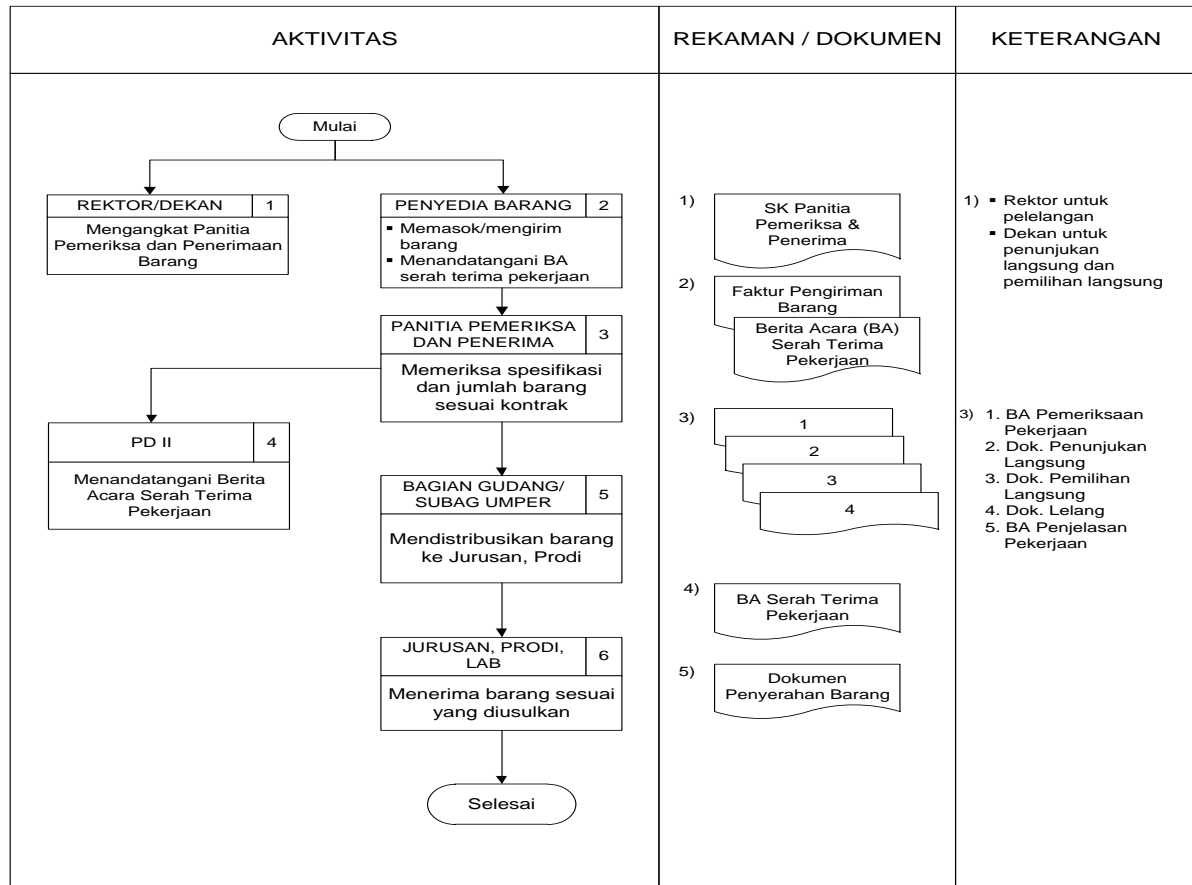 AKTIVITAS
REKAMAN / DOKUMEN
KETERANGAN
Mulai
REKTOR/DEKAN
1
Mengangkat Panitia
Pemeriksa dan Penerimaan
Barang
PENYEDIA BARANG
2
▪ Memasok/mengirim
barang
▪ Menandatangani BA
serah terima pekerjaan
PANITIA PEMERIKSA
DAN PENERIMA
3
Memeriksa spesifikasi
dan jumlah barang
sesuai kontrak
PD II
4
Menandatangani Berita
Acara Serah Terima
Pekerjaan
BAGIAN GUDANG/
SUBAG UMPER
5
Mendistribusikan barang
ke Jurusan, Prodi
JURUSAN, PRODI,
LAB
6
Menerima barang sesuai
yang diusulkan
Selesai
1)
SK Panitia
Pemeriksa &
Penerima
2)
Faktur Pengiriman
Barang
Berita Acara (BA)
Serah Terima
Pekerjaan
3)
1
2
3
4
4)
BA Serah Terima
Pekerjaan
5)
Dokumen
Penyerahan Barang
1) ▪ Rektor untuk
pelelangan
▪ Dekan untuk
penunjukan
langsung dan
pemilihan langsung
3) 1. BA Pemeriksaan
Pekerjaan
2. Dok. Penunjukan
Langsung
3. Dok. Pemilihan
Langsung
4. Dok. Lelang
5. BA Penjelasan
Pekerjaan